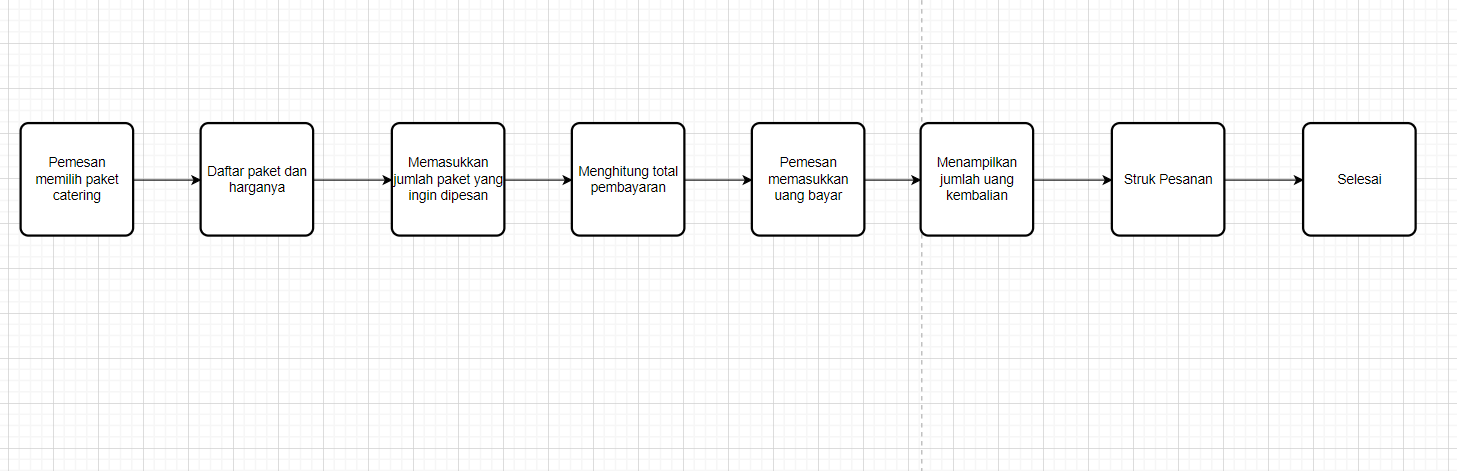 Pemesan
memilih paket
catering
Daftar paket dan
harganya
Memasukkan
jumlah paket yang
ingin dipesan
Menghitung total
pembayaran
Pemesan
memasukkan
uang bayar
Menampilkan
jumlah uang
kembalian
Struk Pesanan
Selesai